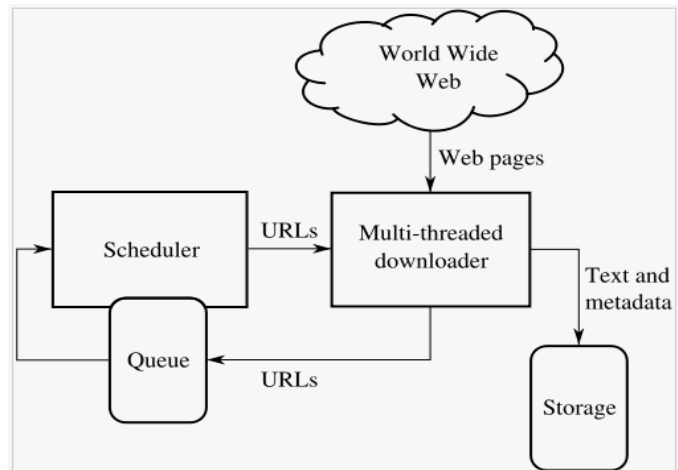 World Wide
Web
Web pages
Scheduler
URLs
Multi-threaded
downloader
Text and
metadata
Queue
URLs
Storage